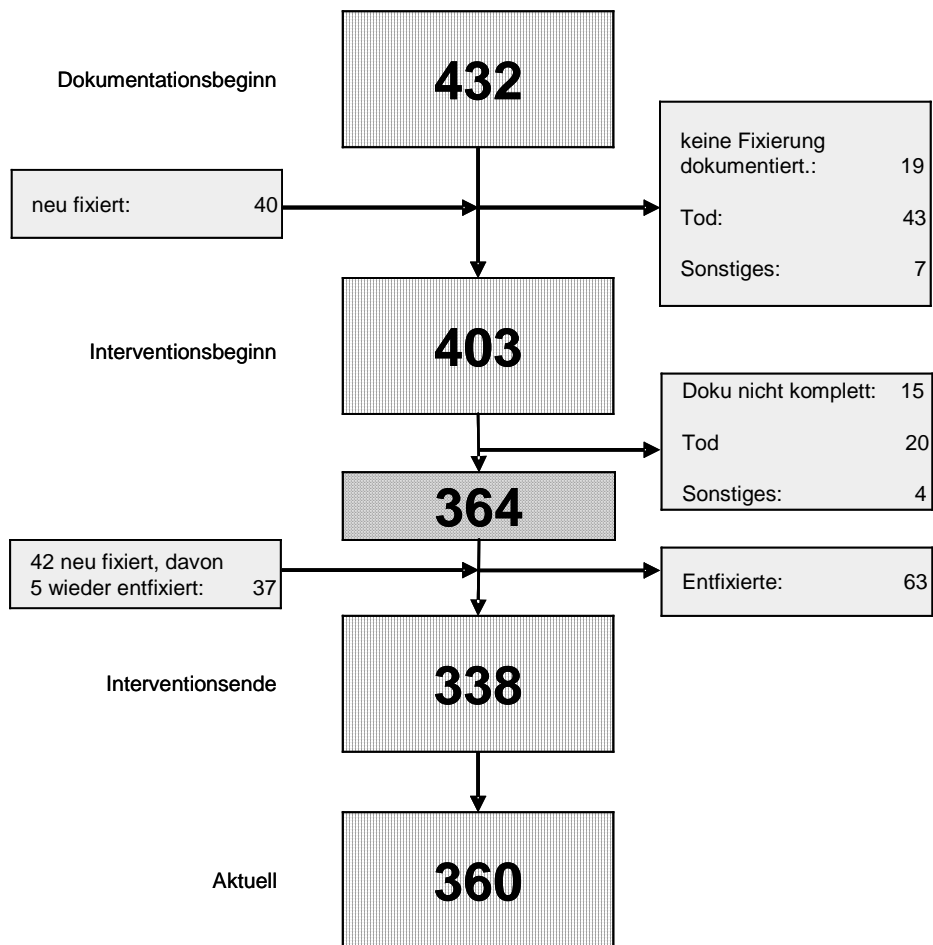 Dokumentationsbeginn
432
keine Fixierung
dokumentiert.: 19
Tod: 43
Sonstiges: 7
neu fixiert: 40
Interventionsbeginn
403
Doku nicht komplett: 15
Tod 20
Sonstiges: 4
364
42 neu fixiert, davon
5 wieder entfixiert: 37
Entfixierte: 63
Interventionsende
338
Aktuell
360